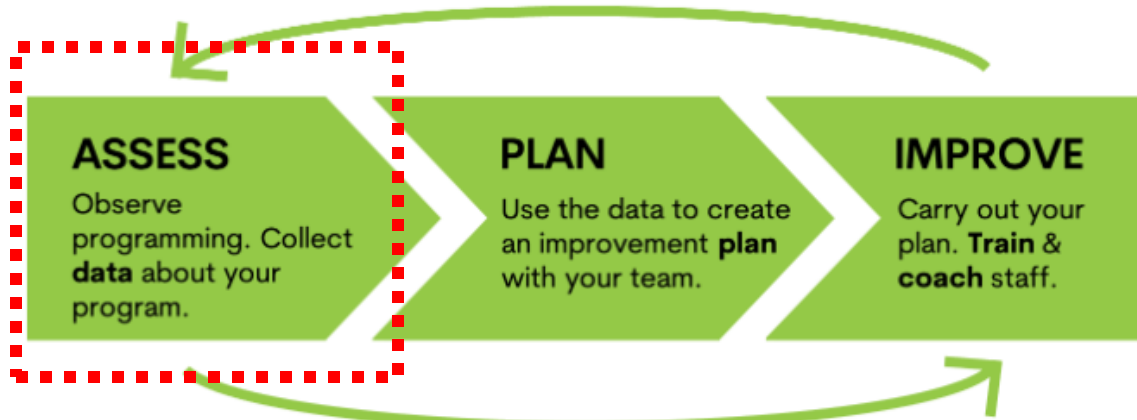 ASSESS
Observe
programming. Collect
data about your
program.
PLAN
Use the data to create
an improvement plan
with your team.
IMPROVE
Carry out your
plan. Train &
coach staff.